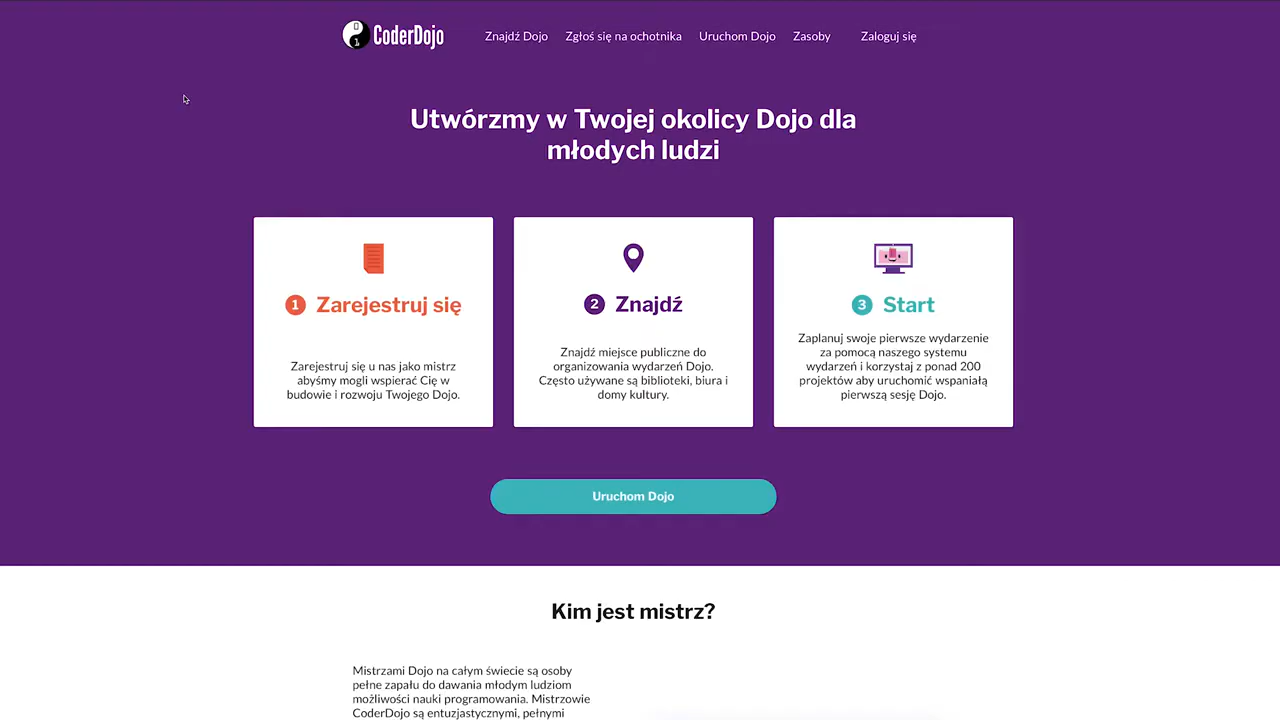 CoderDojo
Znajdź Dojo
Zgłoś się na ochotnika
Uruchom Dojo
Zasoby
Zaloguj się
Utwórzmy w Twojej okolicy Dojo dla
młodych ludzi
1 Zarejestruj się
Zarejestruj się u nas jako mistrz
abyśmy mogli wspierać Cię w
budowie i rozwoju Twojego Dojo.
2 Znajdź
Znajdź miejsce publiczne do
organizowania wydarzeń Dojo.
Często używane są biblioteki, biura i
domy kultury.
3 Start
Zaplanuj swoje pierwsze wydarzenie
za pomocą naszego systemu
wydarzeń i korzystaj z ponad 200
projektów aby uruchomić wspaniałą
pierwszą sesję Dojo.
Uruchom Dojo
Kim jest mistrz?
Mistrzami Dojo na całym świecie są osoby
pełne zapału do dawania młodym ludziom
możliwości nauki programowania. Mistrzowie
CoderDojo są entuzjastycznymi, pełnymi